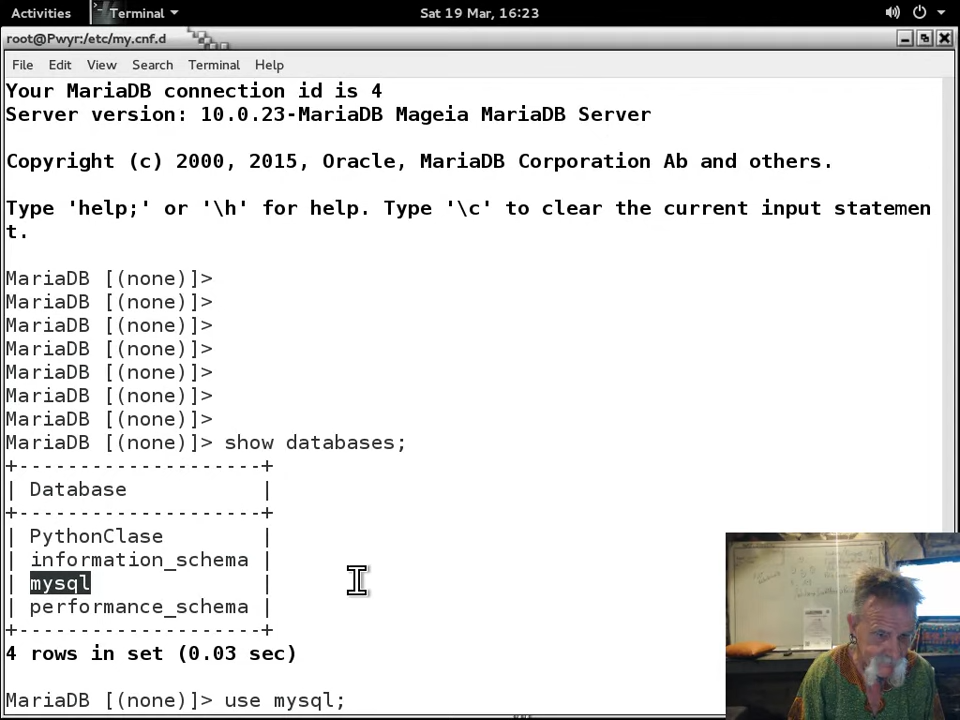 Activities Terminal Sat 19 Mar, 16:23
root@Pwyr:/etc/my.cnf.d
File Edit View Search Terminal Help
Your MariaDB connection id is 4
Server version: 10.0.23-MariaDB Mageia MariaDB Server
Copyright (c) 2000, 2015, Oracle, MariaDB Corporation Ab and others.
Type 'help;' or '\h' for help. Type '\c' to clear the current input statemen
t.
MariaDB [(none)]>
MariaDB [(none)]>
MariaDB [(none)]>
MariaDB [(none)]>
MariaDB [(none)]>
MariaDB [(none)]>
MariaDB [(none)]>
MariaDB [(none)]> show databases;
+--------------------+
| Database |
+--------------------+
| PythonClase |
| information_schema |
| mysql |
| performance_schema |
+--------------------+
4 rows in set (0.03 sec)
MariaDB [(none)]> use mysql;